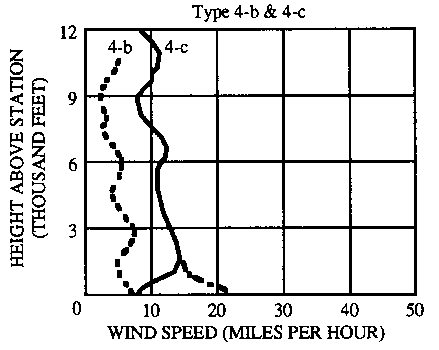 Type 4-b & 4-c
12
4-b
4-c
9
6
3
HEIGHT ABOVE STATION
(THOUSAND FEET)
0
10
20
30
40
50
WIND SPEED (MILES PER HOUR)